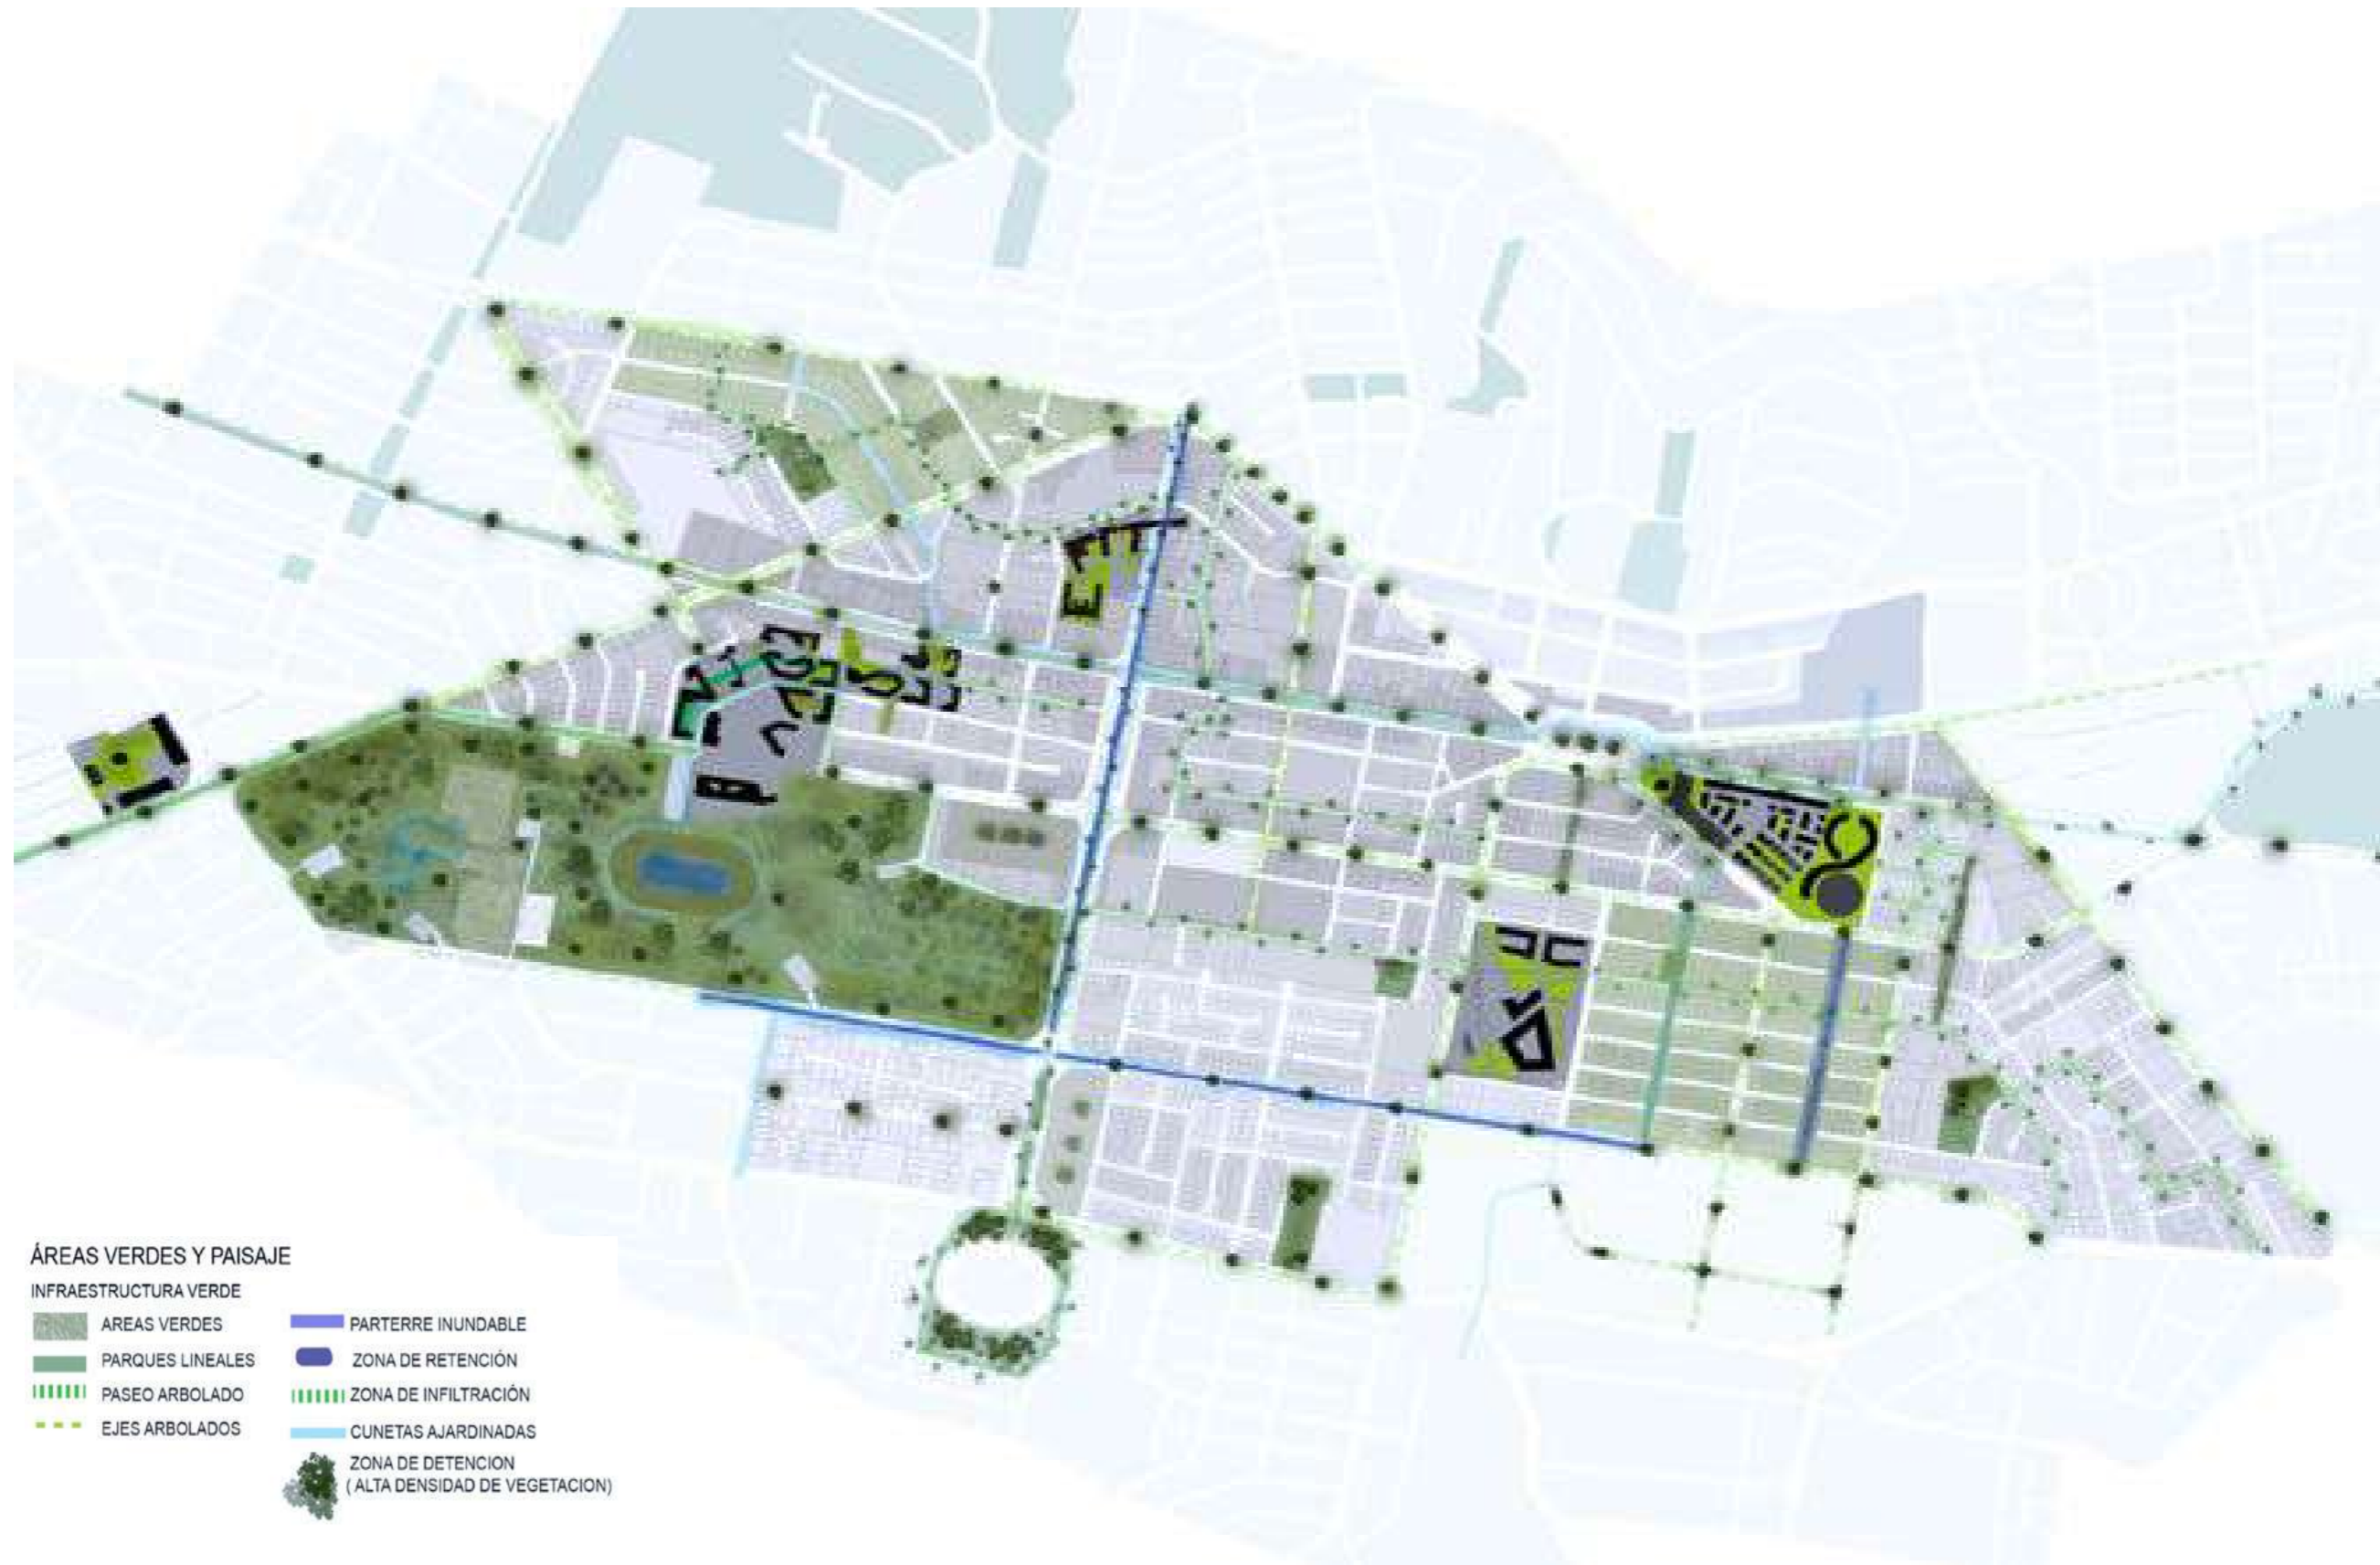 ÁREAS VERDES Y PAISAJE
INFRAESTRUCTURA VERDE
AREAS VERDES
PARQUES LINEALES
PASEO ARBOLADO
EJES ARBOLADOS
PARTERRE INUNDABLE
ZONA DE RETENCIÓN
ZONA DE INFILTRACIÓN
CUNETAS AJARDINADAS
ZONA DE DETENCION
( ALTA DENSIDAD DE VEGETACION)